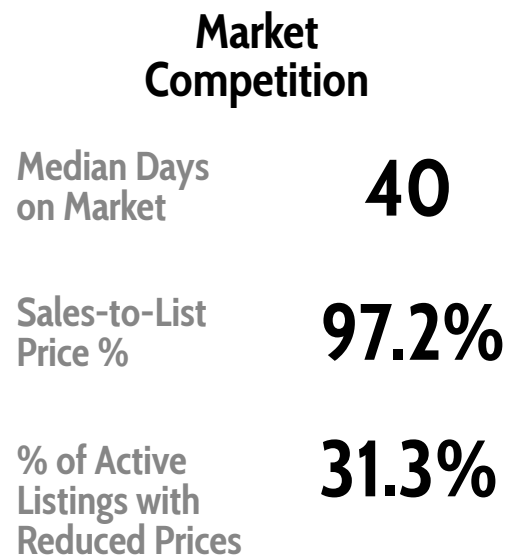 Market
Competition
Median Days
on Market
40
Sales-to-List
Price %
97.2%
% of Active
Listings with
Reduced Prices
31.3%